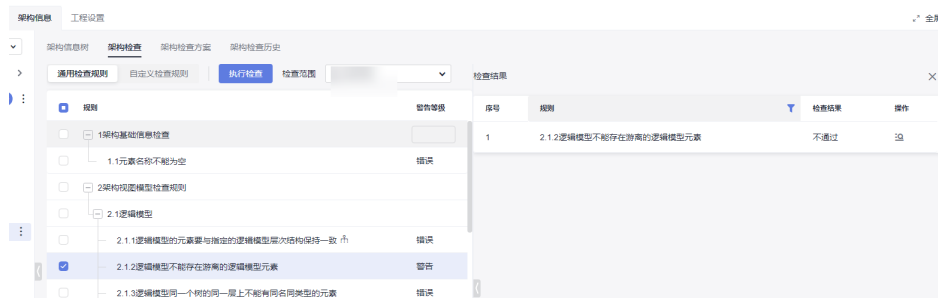 架构信息 工程设置 全屏
架构信息树 架构检查 架构检查方案 架构检查历史
通用检查规则 自定义检查规则 执行检查 检查范围
检查结果
规则 警告等级
序号 规则 检查结果 操作
1架构基础信息检查
1 2.1.2逻辑模型不能存在游离的逻辑模型元素 不通过
1.1元素名称不能为空 错误
2架构视图模型检查规则
2.1逻辑模型
2.1.1逻辑模型的元素要与指定的逻辑模型层次结构保持一致 错误
2.1.2逻辑模型不能存在游离的逻辑模型元素 警告
2.1.3逻辑模型同一个树的同一层上不能有同名同类型的元素 错误